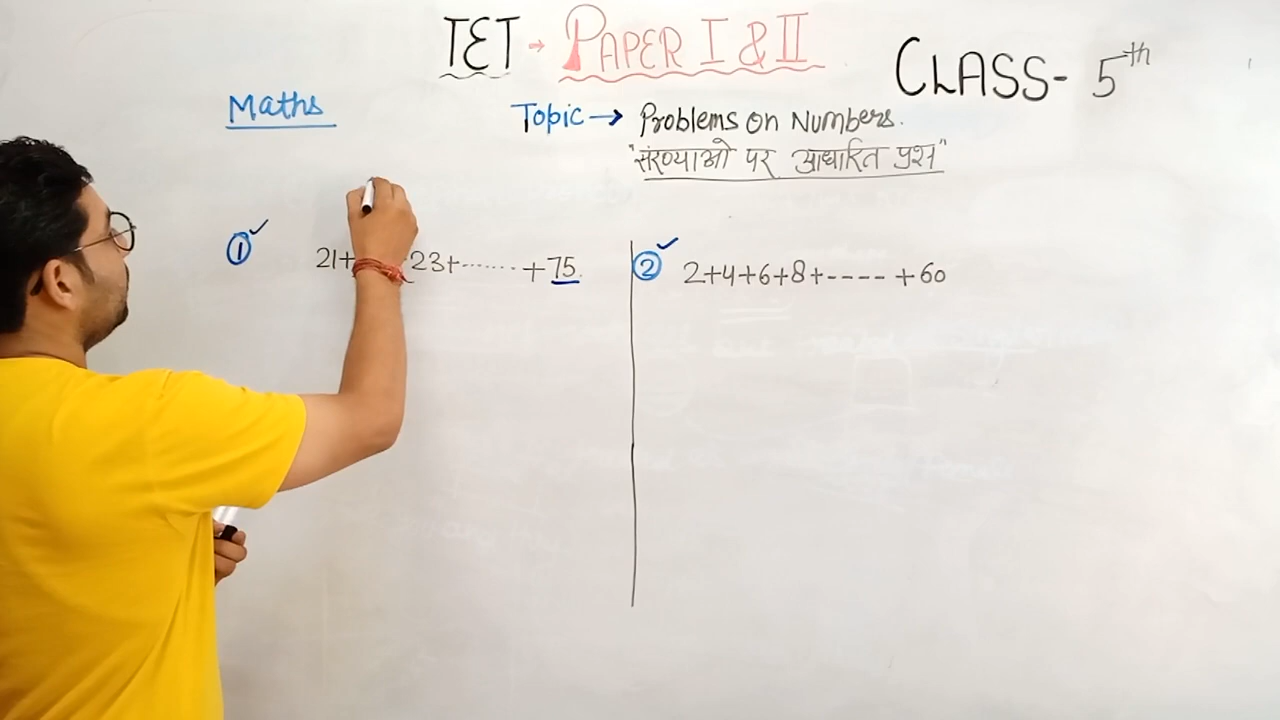 TET → PAPER I & II
CLASS- 5th
Maths
Topic → Problems On Numbers.
"संख्याओ पर आधारित प्रश्न"
① 21+ 23+....... +75
② 2+4+6+8+---- +60